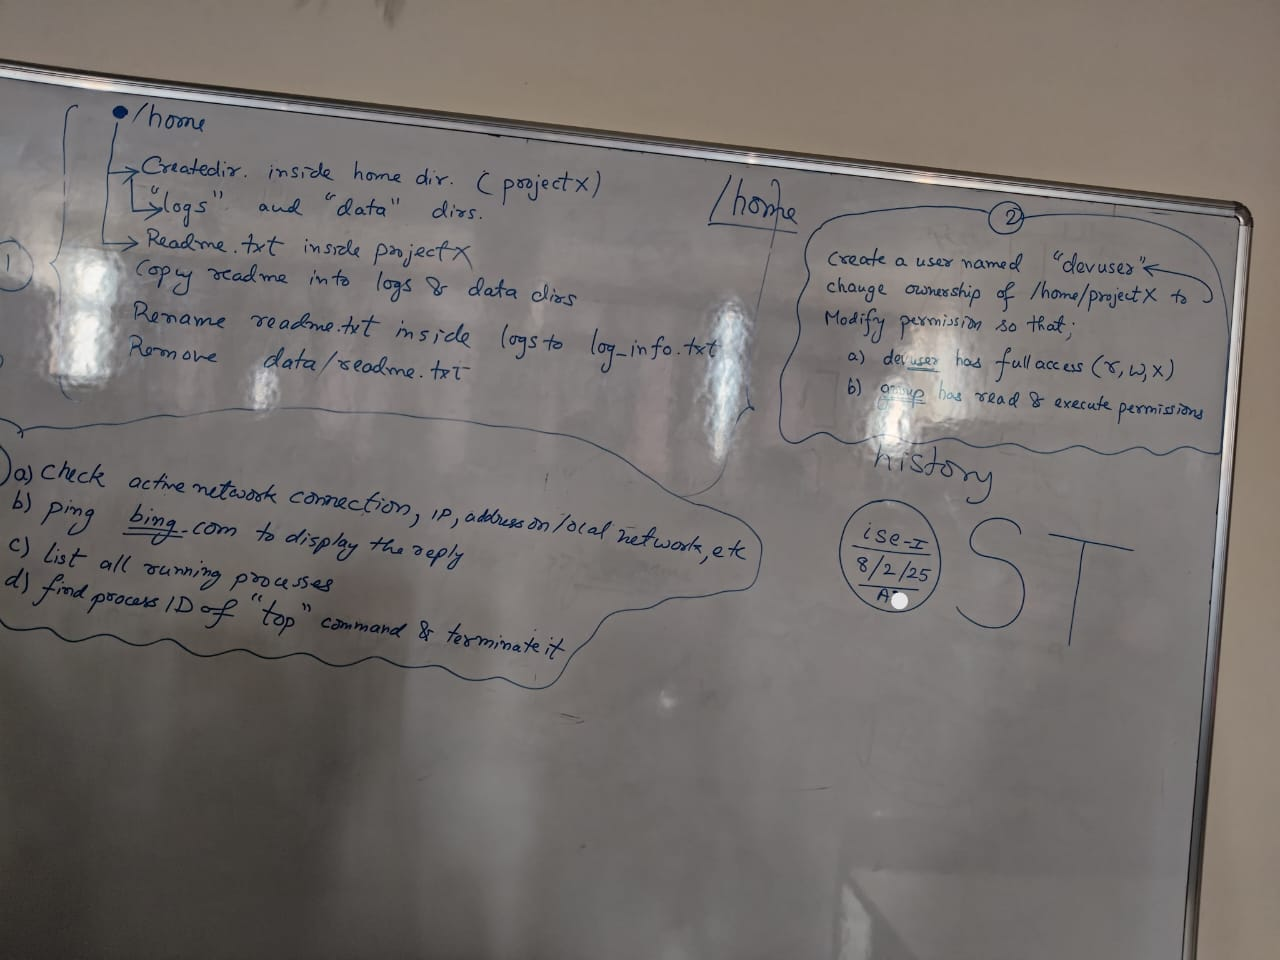 /home
Createdir. inside home dir. (projectx)
"logs" and "data" dirs.
1
Readme.txt inside projectX
Copy readme into logs & data dirs
Rename readme.txt inside logs to log_info.txt
Remove data/readme.txt
/home
2
Create a user named "devuser"
change ownership of /home/projectX to
Modify permission so that;
a) devuser has full access (r, w, x)
b) group has read & execute permissions
history
ise-I
8/2/25
ST
a) check active network connection, IP, address on local network, etc
b) ping bing.com to display the reply
c) List all running processes
d) find process ID of "top" command & terminate it